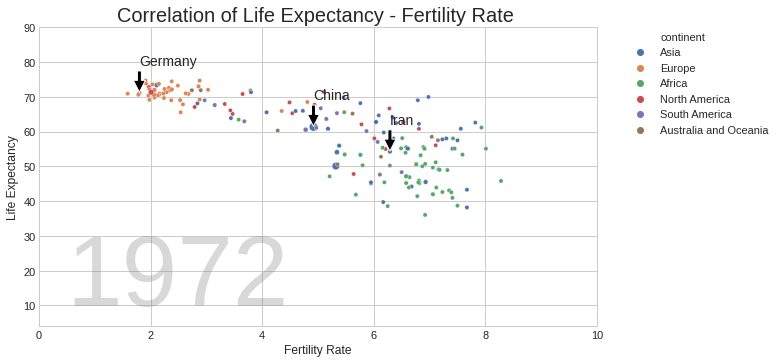 Correlation of Life Expectancy - Fertility Rate
90
80
70
60
50
40
30
20
10
Life Expectancy
Germany
China
Iran
1972
0
2
4
6
8
10
Fertility Rate
continent
Asia
Europe
Africa
North America
South America
Australia and Oceania